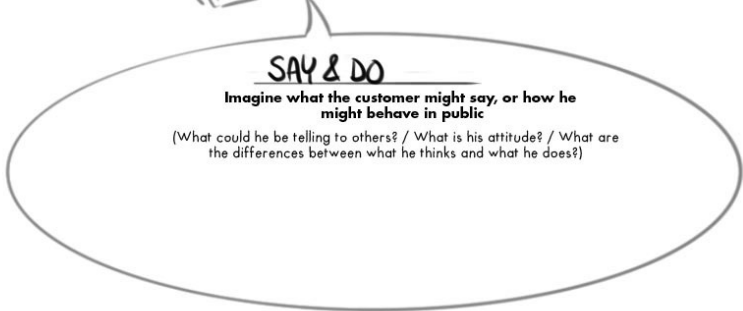 SAY & DO
Imagine what the customer might say, or how he
might behave in public
(What could he be telling to others? / What is his attitude? / What are
the differences between what he thinks and what he does?)